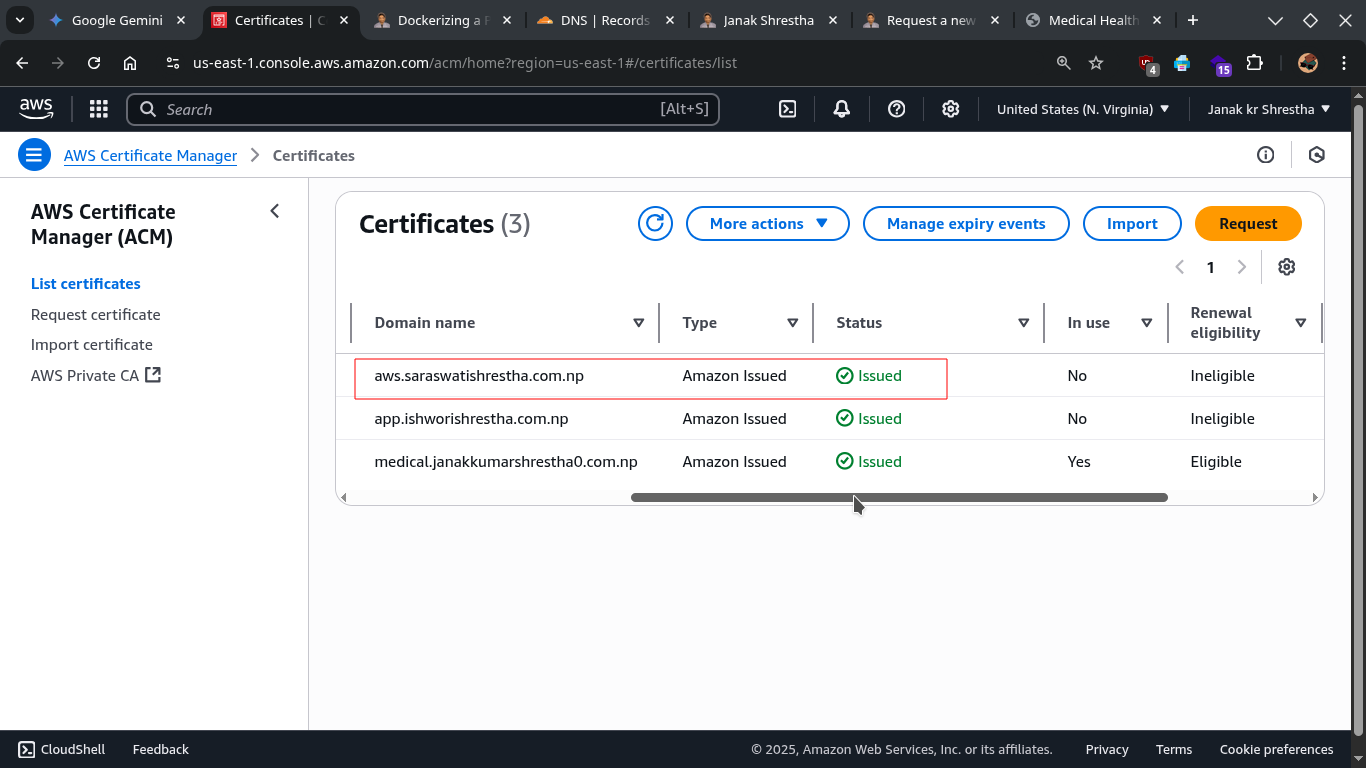 Google Gemini
Certificates | C
Dockerizing a F
DNS | Records
Janak Shrestha
Request a new
Medical Health
us-east-1.console.aws.amazon.com/acm/home?region=us-east-1#/certificates/list
4
15
aws
Search
[Alt+S]
United States (N. Virginia)
Janak kr Shrestha
AWS Certificate Manager
Certificates
AWS Certificate
Manager (ACM)
List certificates
Request certificate
Import certificate
AWS Private CA
Certificates (3)
More actions
Manage expiry events
Import
Request
1
Domain name
Type
Status
In use
Renewal
eligibility
aws.saraswatishrestha.com.np Amazon Issued Issued No Ineligible
app.ishworishrestha.com.np Amazon Issued Issued No Ineligible
medical.janakkumarshrestha0.com.np Amazon Issued Issued Yes Eligible
CloudShell
Feedback
© 2025, Amazon Web Services, Inc. or its affiliates.
Privacy
Terms
Cookie preferences